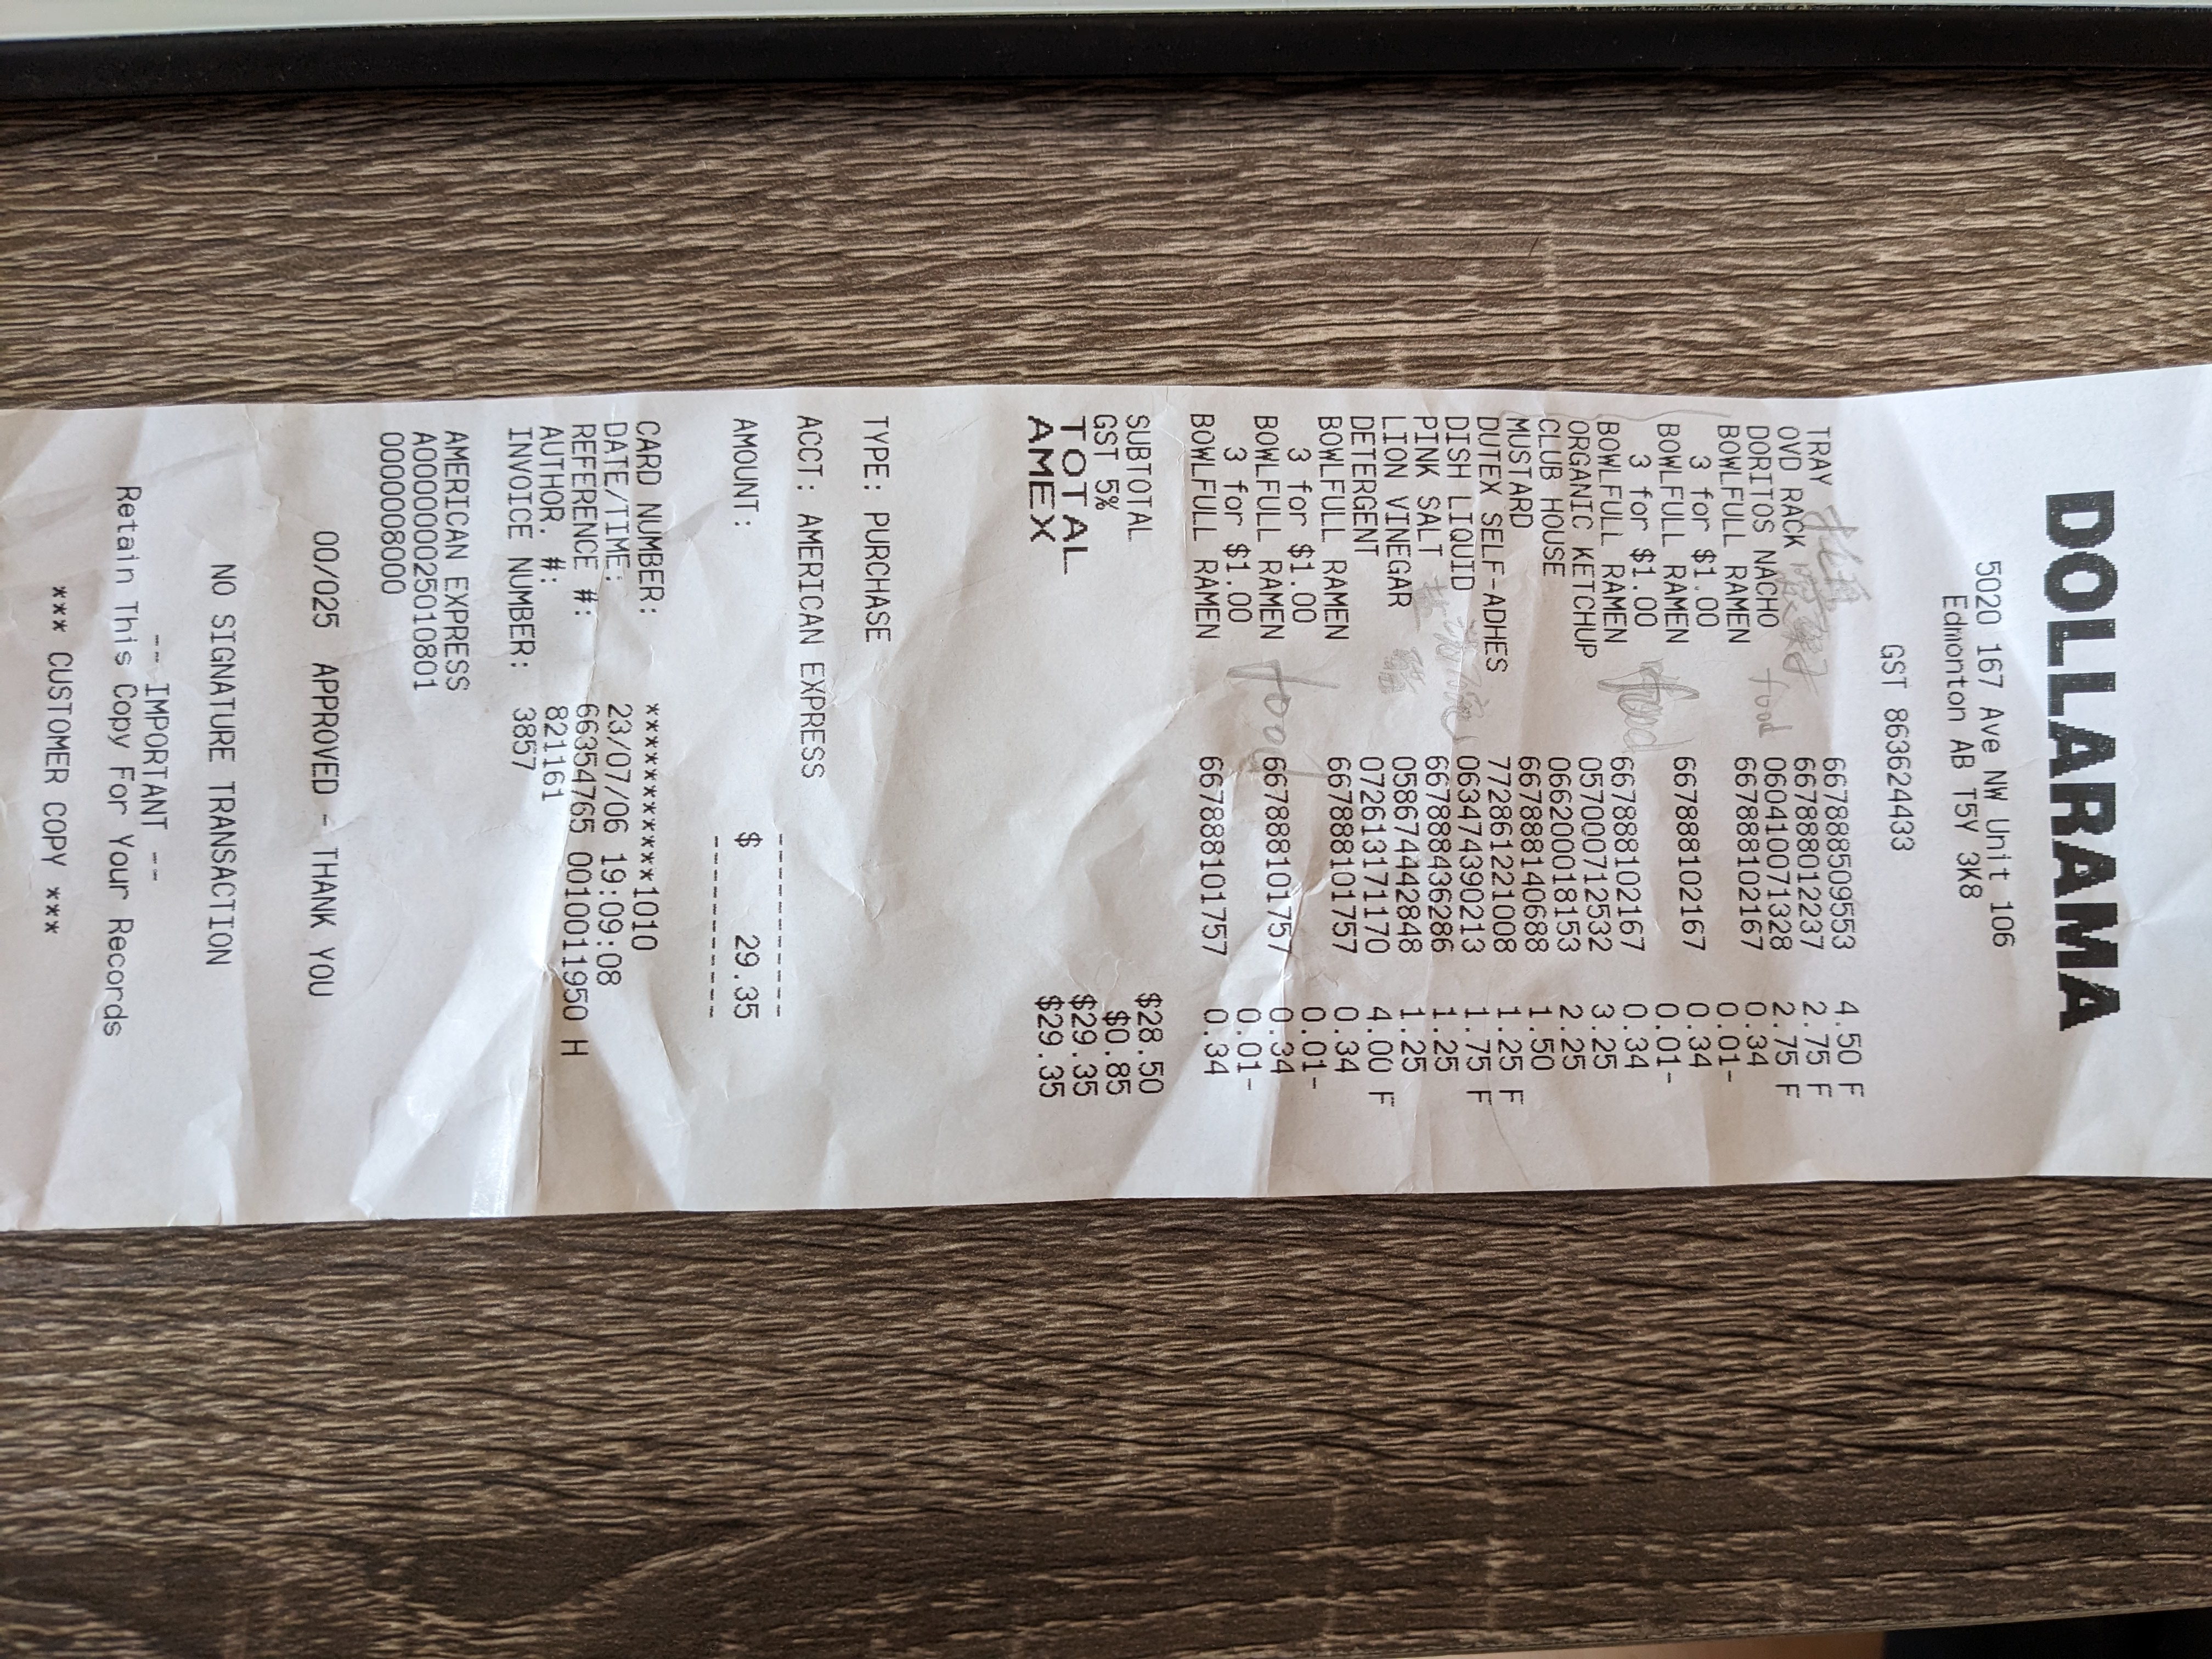 DOLLARAMA
5020 167 Ave NW Unit 106
Edmonton AB T5Y 3K8
GST 863624433
TRAY 667888509553 4.50 F
OVD RACK 667888012237 2.75 F
DORITOS NACHO food 060410071328 2.75 F
BOWLFULL RAMEN 667888102167 0.34
3 for $1.00 0.01-
BOWLFULL RAMEN 667888102167 0.34
3 for $1.00 food 0.01-
BOWLFULL RAMEN 667888102167 0.34
ORGANIC KETCHUP 057000712532 3.25
CLUB HOUSE 066200018153 2.25
MUSTARD 667888140688 1.50
DUTEX SELF-ADHES 772861221008 1.25 F
DISH LIQUID 063474390213 1.75 F
PINK SALT 667888436286 1.25
LION VINEGAR 058674442848 1.25
DETERGENT 072613171170 4.00 F
BOWLFULL RAMEN 667888101757 0.34
3 for $1.00 0.01-
BOWLFULL RAMEN food 667888101757 0.34
3 for $1.00 0.01-
BOWLFULL RAMEN 667888101757 0.34
SUBTOTAL $28.50
GST 5% $0.85
TOTAL $29.35
AMEX $29.35
TYPE: PURCHASE
ACCT: AMERICAN EXPRESS
AMOUNT: $ 29.35
CARD NUMBER: ***********1010
DATE/TIME: 23/07/06 19:09:08
REFERENCE #: 66354765 0010011950 H
AUTHOR. #: 821161
INVOICE NUMBER: 3857
AMERICAN EXPRESS
A000000025010801
0000008000
00/025 APPROVED - THANK YOU
NO SIGNATURE TRANSACTION
-- IMPORTANT --
Retain This Copy For Your Records
*** CUSTOMER COPY ***